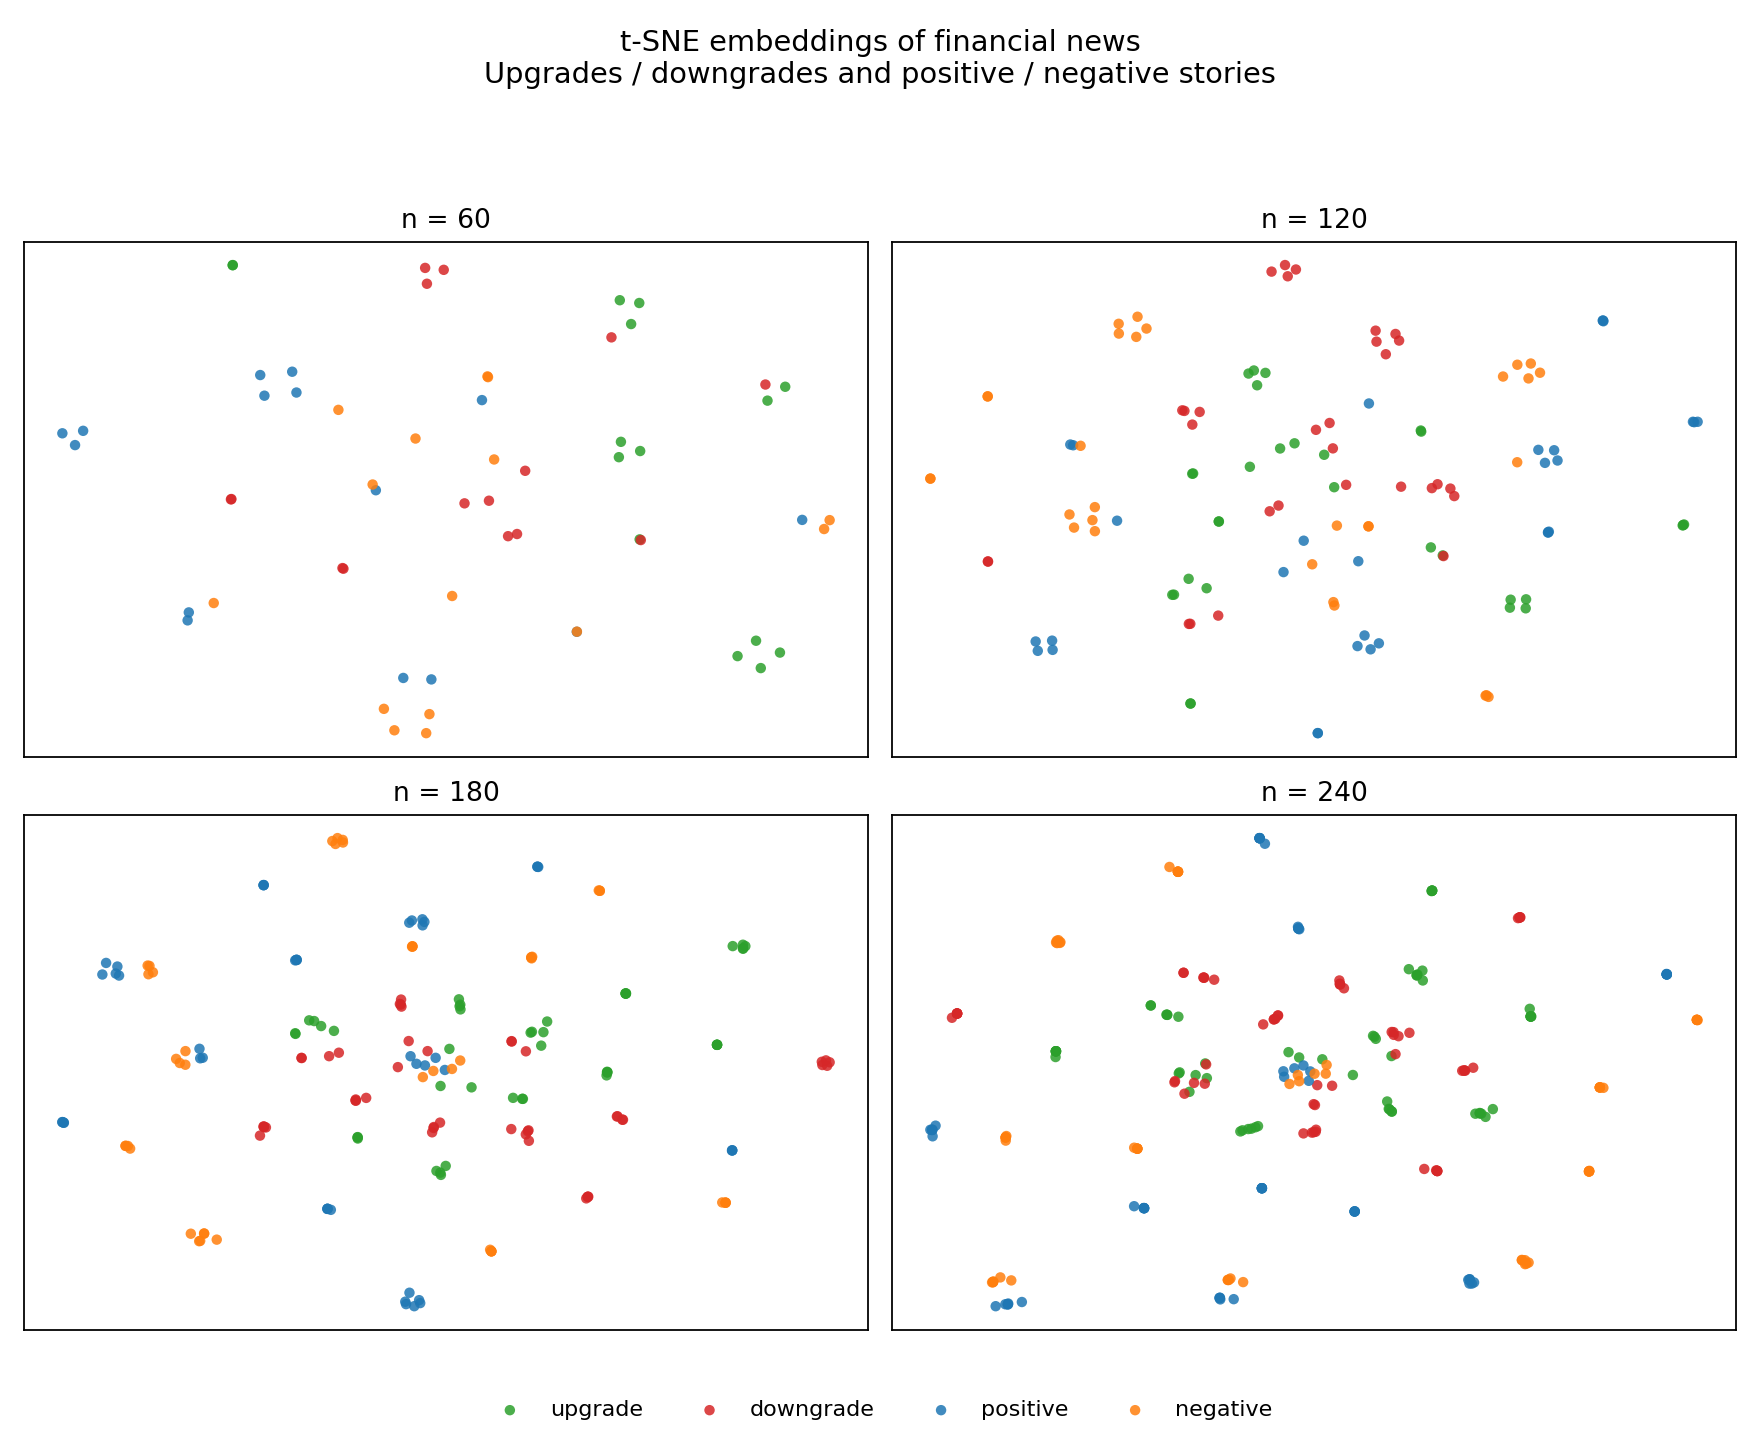 t-SNE embeddings of financial news
Upgrades / downgrades and positive / negative stories
n = 60
n = 120
n = 180
n = 240
upgrade
downgrade
positive
negative